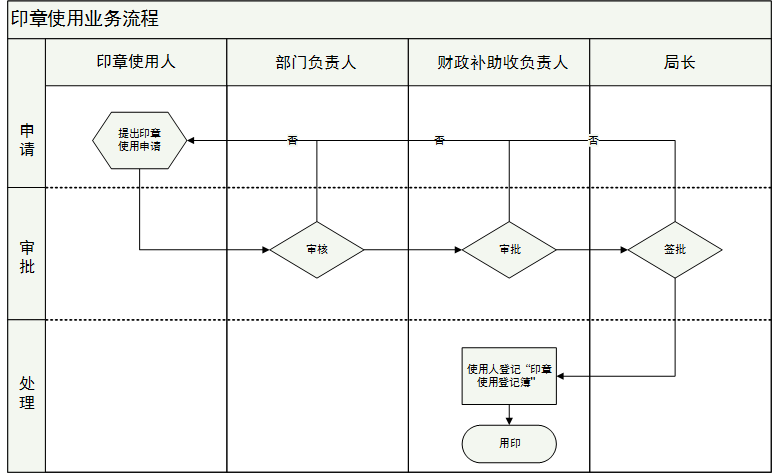 印章使用业务流程
印章使用人
部门负责人
财政补助收负责人
局长
申
请
提出印章
使用申请
否
否
否
审
批
审核
审批
签批
处
理
使用人登记“印章
使用登记簿”
用印